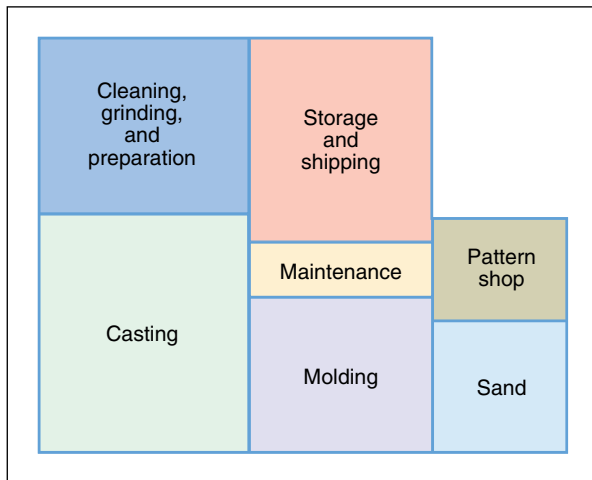 Cleaning,
grinding,
and
preparation
Storage
and
shipping
Maintenance
Pattern
shop
Casting
Molding
Sand